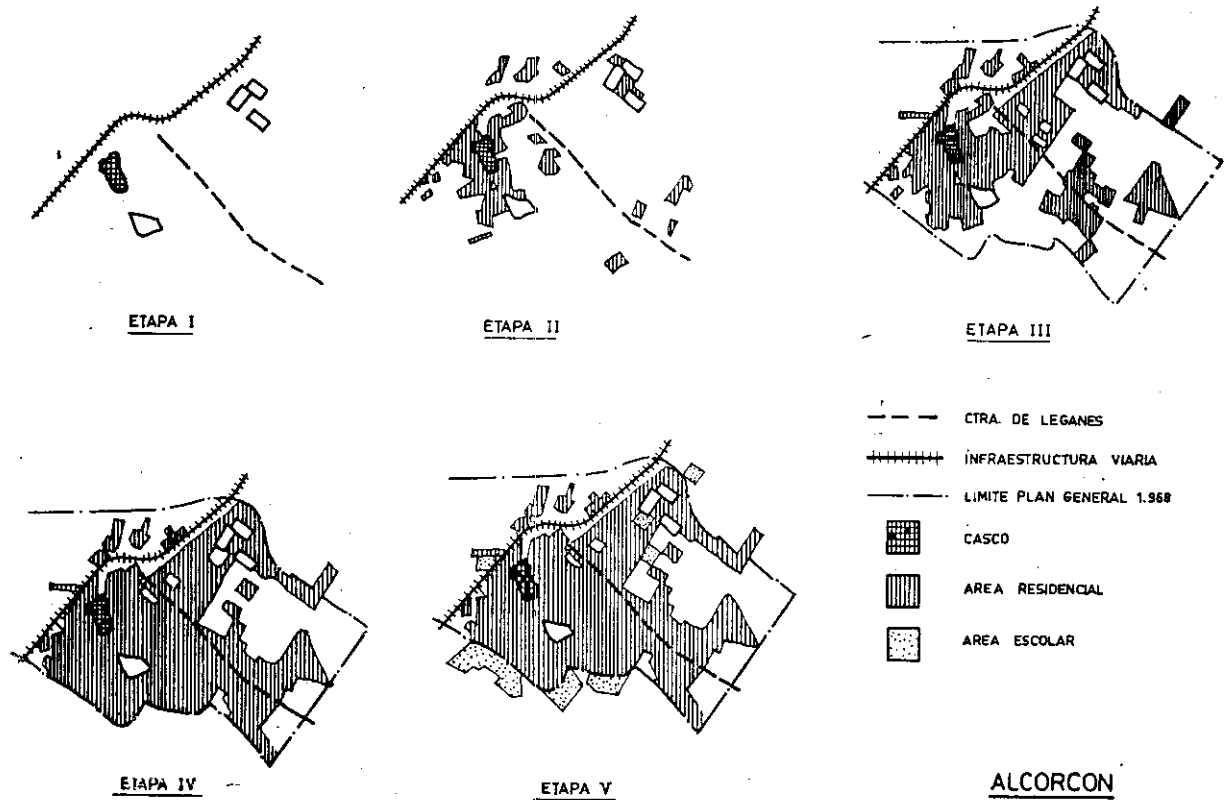 ETAPA I
ETAPA II
ETAPA III
CTRA. DE LEGANES
INFRAESTRUCTURA VIARIA
LIMITE PLAN GENERAL 1.968
CASCO
AREA RESIDENCIAL
AREA ESCOLAR
ETAPA IV
ETAPA V
ALCORCON